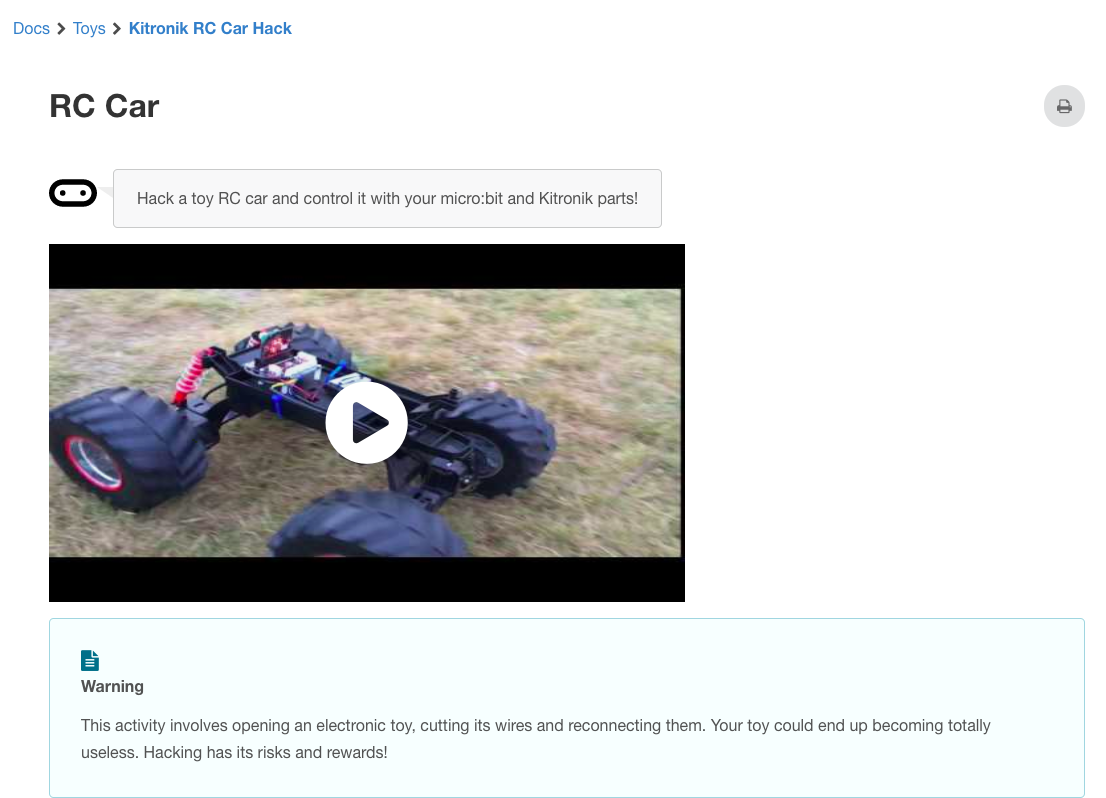 Docs > Toys > Kitronik RC Car Hack
RC Car
Hack a toy RC car and control it with your micro:bit and Kitronik parts!
Warning
This activity involves opening an electronic toy, cutting its wires and reconnecting them. Your toy could end up becoming totally
useless. Hacking has its risks and rewards!